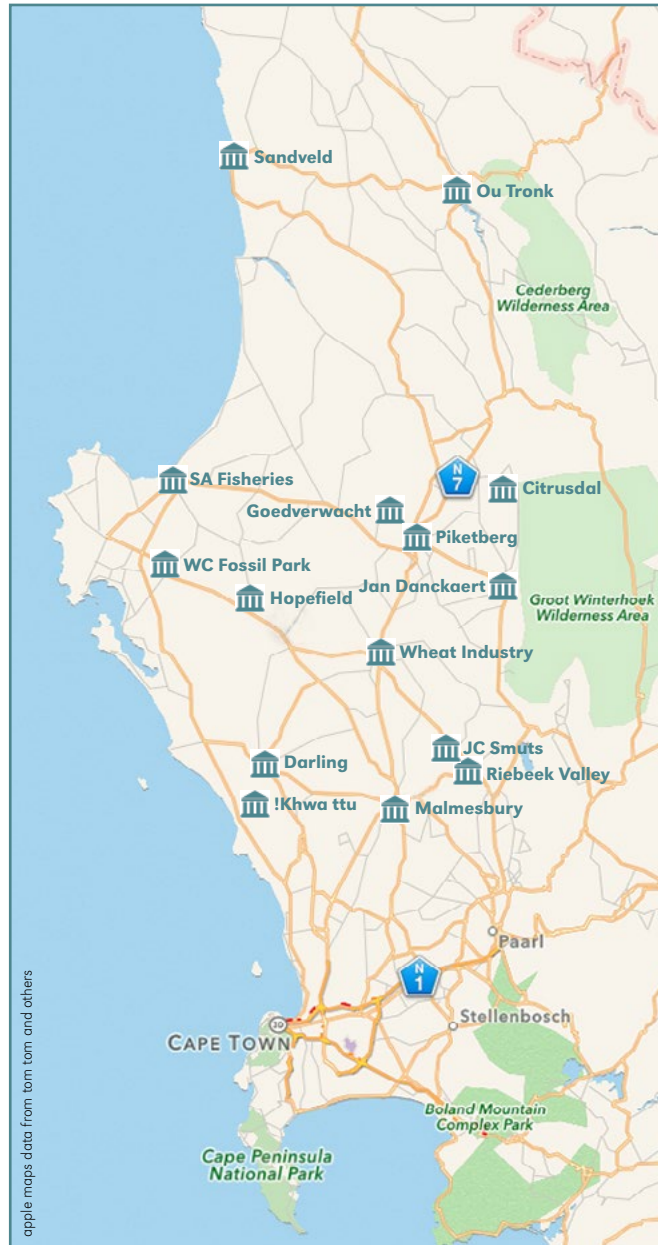 Sandveld
Ou Tronk
Cederberg
Wilderness Area
N
7
SA Fisheries
Citrusdal
Goedverwacht
Piketberg
WC Fossil Park
Jan Danckaert
Hopefield
Groot Winterhoek
Wilderness Area
Wheat Industry
JC Smuts
Darling
Riebeek Valley
!Khwa ttu
Malmesbury
Paarl
N
1
Stellenbosch
CAPE TOWN
Boland Mountain
Complex Park
Cape Peninsula
National Park
apple maps data from tom tom and others